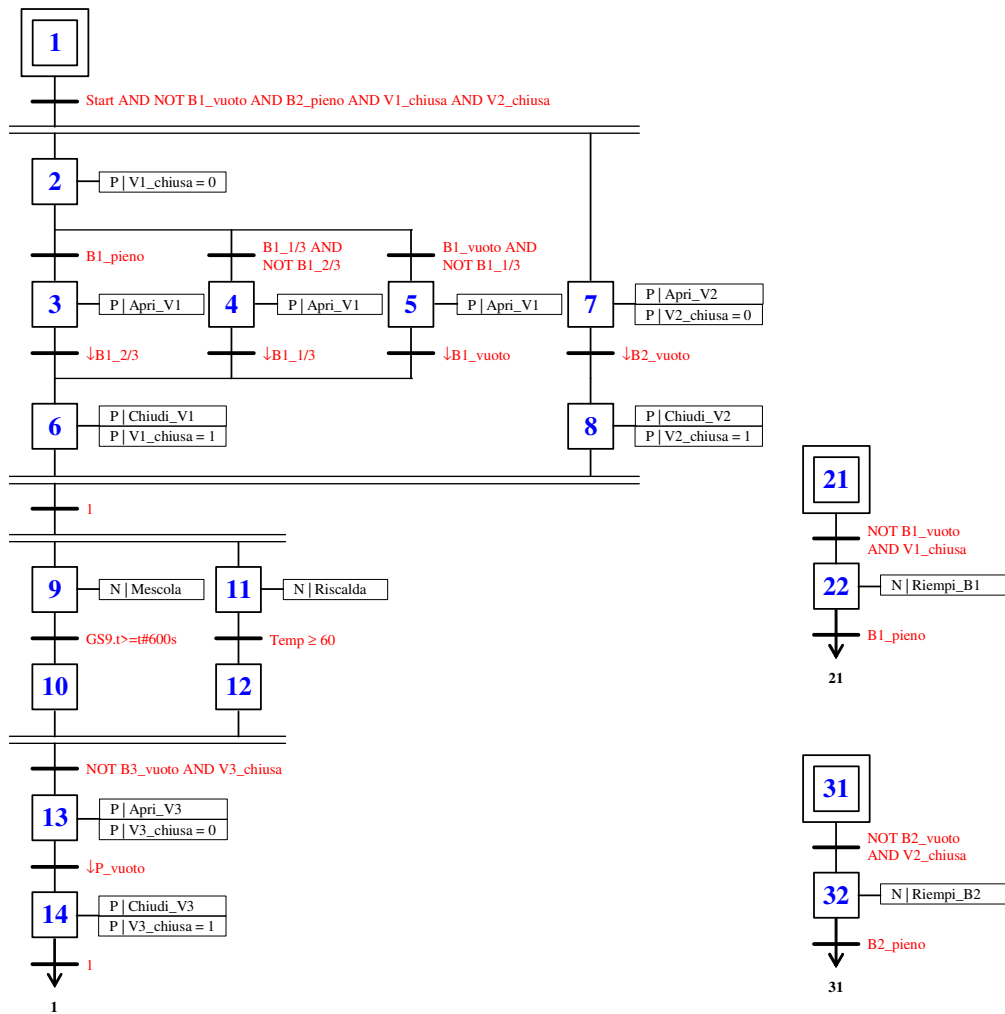 1
Start AND NOT B1_vuoto AND B2_pieno AND V1_chiusa AND V2_chiusa
2
P | V1_chiusa = 0
B1_pieno
B1_1/3 AND
NOT B1_2/3
B1_vuoto AND
NOT B1_1/3
3
P | Apri_V1
4
P | Apri_V1
5
P | Apri_V1
7
P | Apri_V2
P | V2_chiusa = 0
↓B1_2/3
↓B1_1/3
↓B1_vuoto
↓B2_vuoto
6
P | Chiudi_V1
P | V1_chiusa = 1
8
P | Chiudi_V2
P | V2_chiusa = 1
1
9
N | Mescola
11
N | Riscalda
GS9.t>=t#600s
Temp ≥ 60
10
12
NOT B3_vuoto AND V3_chiusa
13
P | Apri_V3
P | V3_chiusa = 0
↓P_vuoto
14
P | Chiudi_V3
P | V3_chiusa = 1
1
1
21
NOT B1_vuoto
AND V1_chiusa
22
N | Riempi_B1
B1_pieno
21
31
NOT B2_vuoto
AND V2_chiusa
32
N | Riempi_B2
B2_pieno
31